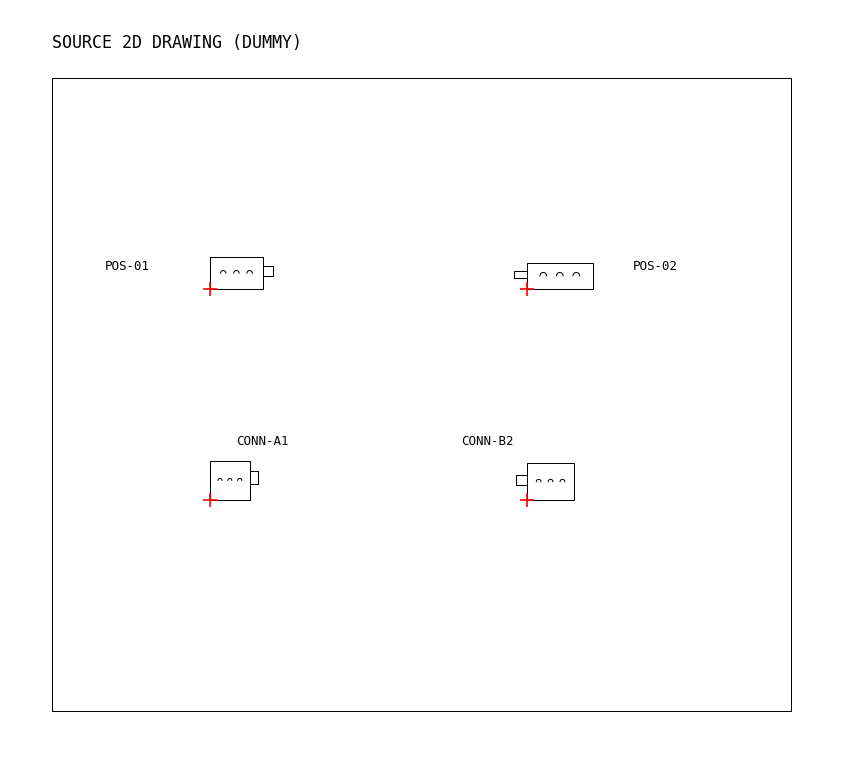 SOURCE 2D DRAWING (DUMMY)
POS-01
POS-02
CONN-A1
CONN-B2